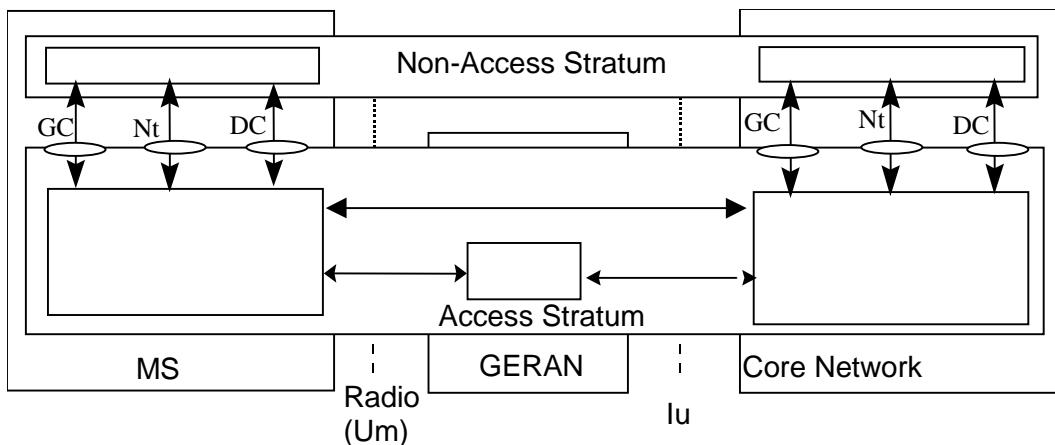 Non-Access Stratum
GC
Nt
DC
GC
Nt
DC
Access Stratum
MS
GERAN
Core Network
Radio
(Um)
Iu